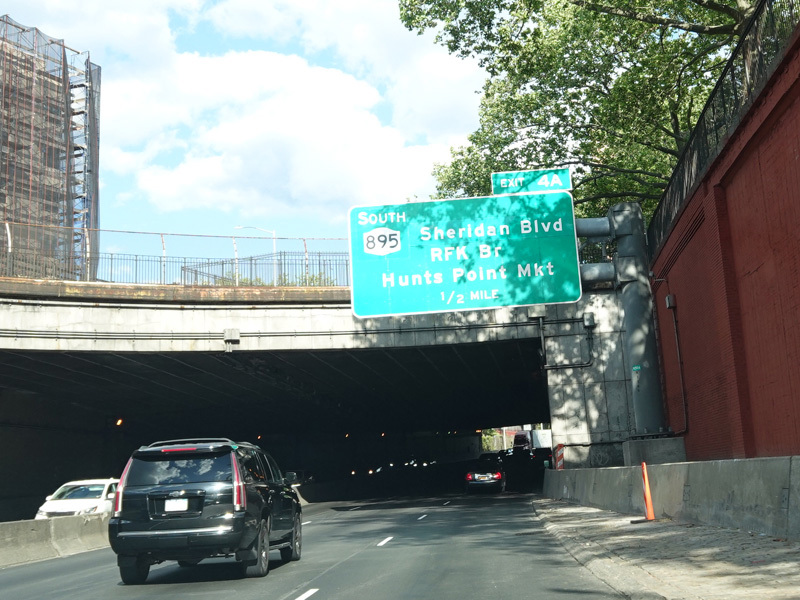 EXIT 4A
SOUTH
895 Sheridan Blvd
RFK Br
Hunts Point Mkt
1/2 MILE